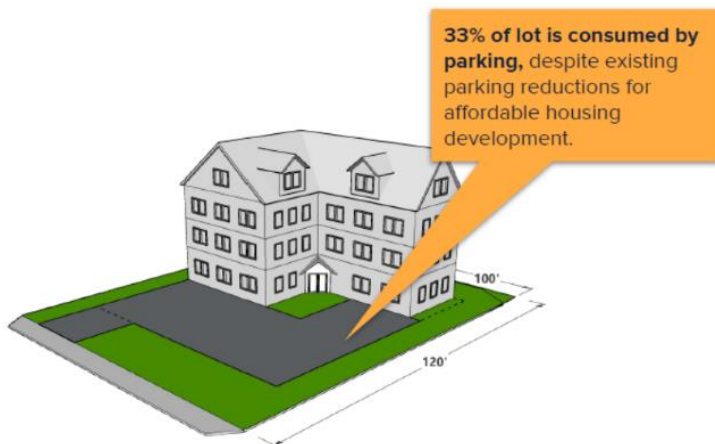 33% of lot is consumed by
parking, despite existing
parking reductions for
affordable housing
development.
100'
120'